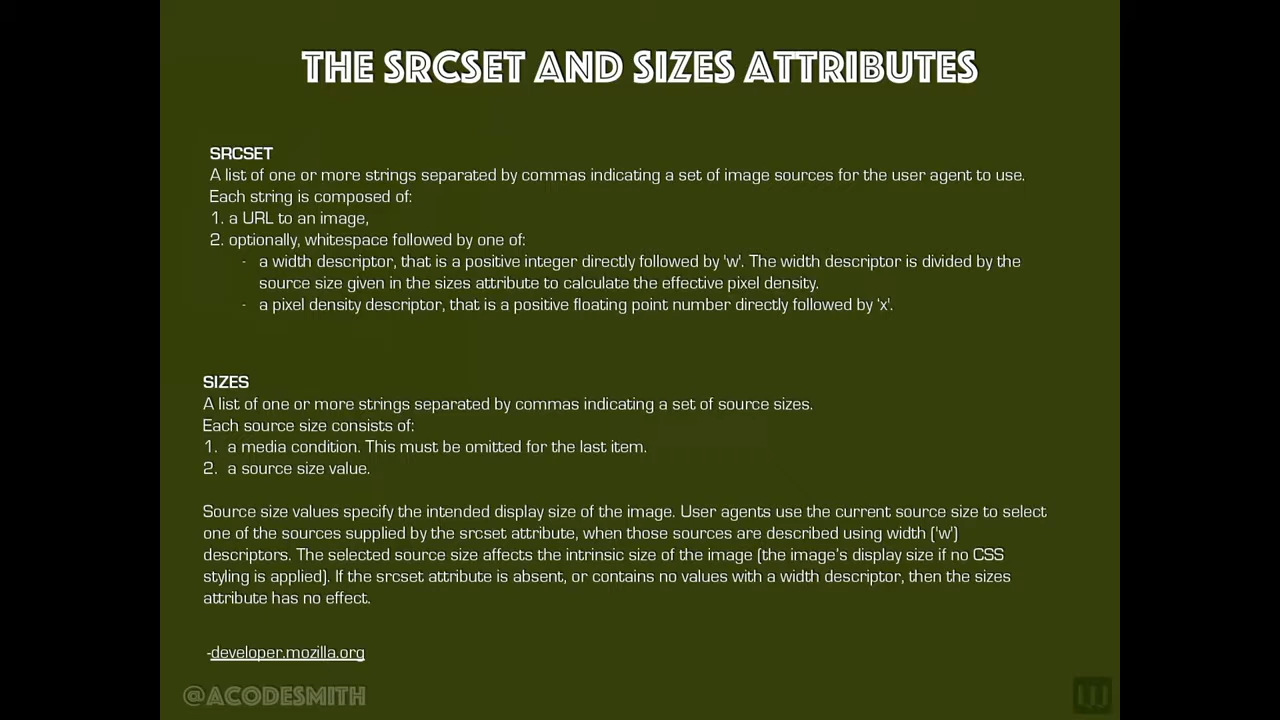 THE SRCSET AND SIZES ATTRIBUTES
SRCSET
A list of one or more strings separated by commas indicating a set of image sources for the user agent to use.
Each string is composed of:
1. a URL to an image,
2. optionally, whitespace followed by one of:
- a width descriptor, that is a positive integer directly followed by 'w'. The width descriptor is divided by the
source size given in the sizes attribute to calculate the effective pixel density.
- a pixel density descriptor, that is a positive floating point number directly followed by 'x'.
SIZES
A list of one or more strings separated by commas indicating a set of source sizes.
Each source size consists of:
1. a media condition. This must be omitted for the last item.
2. a source size value.
Source size values specify the intended display size of the image. User agents use the current source size to select
one of the sources supplied by the srcset attribute, when those sources are described using width ('w')
descriptors. The selected source size affects the intrinsic size of the image (the image's display size if no CSS
styling is applied). If the srcset attribute is absent, or contains no values with a width descriptor, then the sizes
attribute has no effect.
-developer.mozilla.org
@ACODESMITH